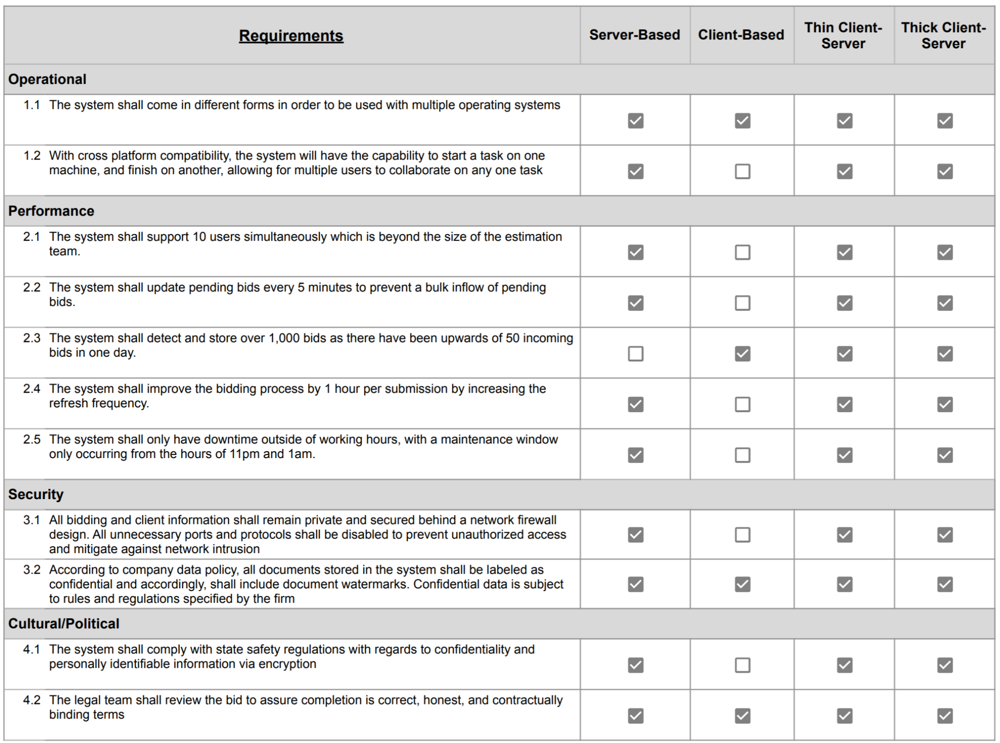 Requirements
Server-Based
Client-Based
Thin Client-
Server
Thick Client-
Server
Operational
1.1 The system shall come in different forms in order to be used with multiple operating systems
1.2 With cross platform compatibility, the system will have the capability to start a task on one
machine, and finish on another, allowing for multiple users to collaborate on any one task
Performance
2.1 The system shall support 10 users simultaneously which is beyond the size of the estimation
team.
2.2 The system shall update pending bids every 5 minutes to prevent a bulk inflow of pending
bids.
2.3 The system shall detect and store over 1,000 bids as there have been upwards of 50 incoming
bids in one day.
2.4 The system shall improve the bidding process by 1 hour per submission by increasing the
refresh frequency.
2.5 The system shall only have downtime outside of working hours, with a maintenance window
only occurring from the hours of 11pm and 1am.
Security
3.1 All bidding and client information shall remain private and secured behind a network firewall
design. All unnecessary ports and protocols shall be disabled to prevent unauthorized access
and mitigate against network intrusion
3.2 According to company data policy, all documents stored in the system shall be labeled as
confidential and accordingly, shall include document watermarks. Confidential data is subject
to rules and regulations specified by the firm
Cultural/Political
4.1 The system shall comply with state safety regulations with regards to confidentiality and
personally identifiable information via encryption
4.2 The legal team shall review the bid to assure completion is correct, honest, and contractually
binding terms